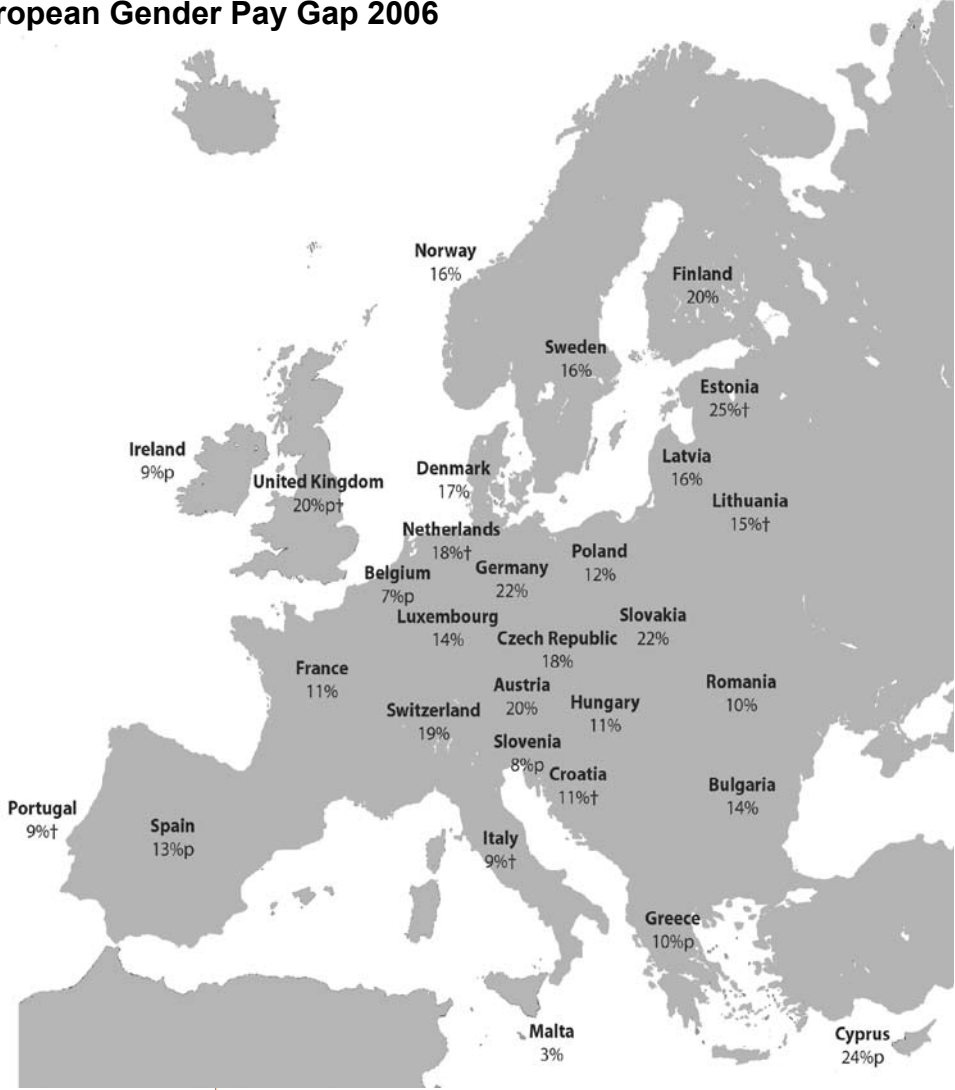 ropean Gender Pay Gap 2006
Norway
16%
Finland
20%
Sweden
16%
Estonia
25%†
Ireland
9%p
United Kingdom
20%p†
Denmark
17%
Latvia
16%
Lithuania
15%†
Netherlands
18%†
Belgium
7%p
Germany
22%
Poland
12%
Luxembourg
14%
Czech Republic
18%
Slovakia
22%
France
11%
Switzerland
19%
Austria
20%
Hungary
11%
Romania
10%
Slovenia
8%p
Croatia
11%†
Bulgaria
14%
Portugal
9%†
Spain
13%p
Italy
9%†
Greece
10%p
Malta
3%
Cyprus
24%p